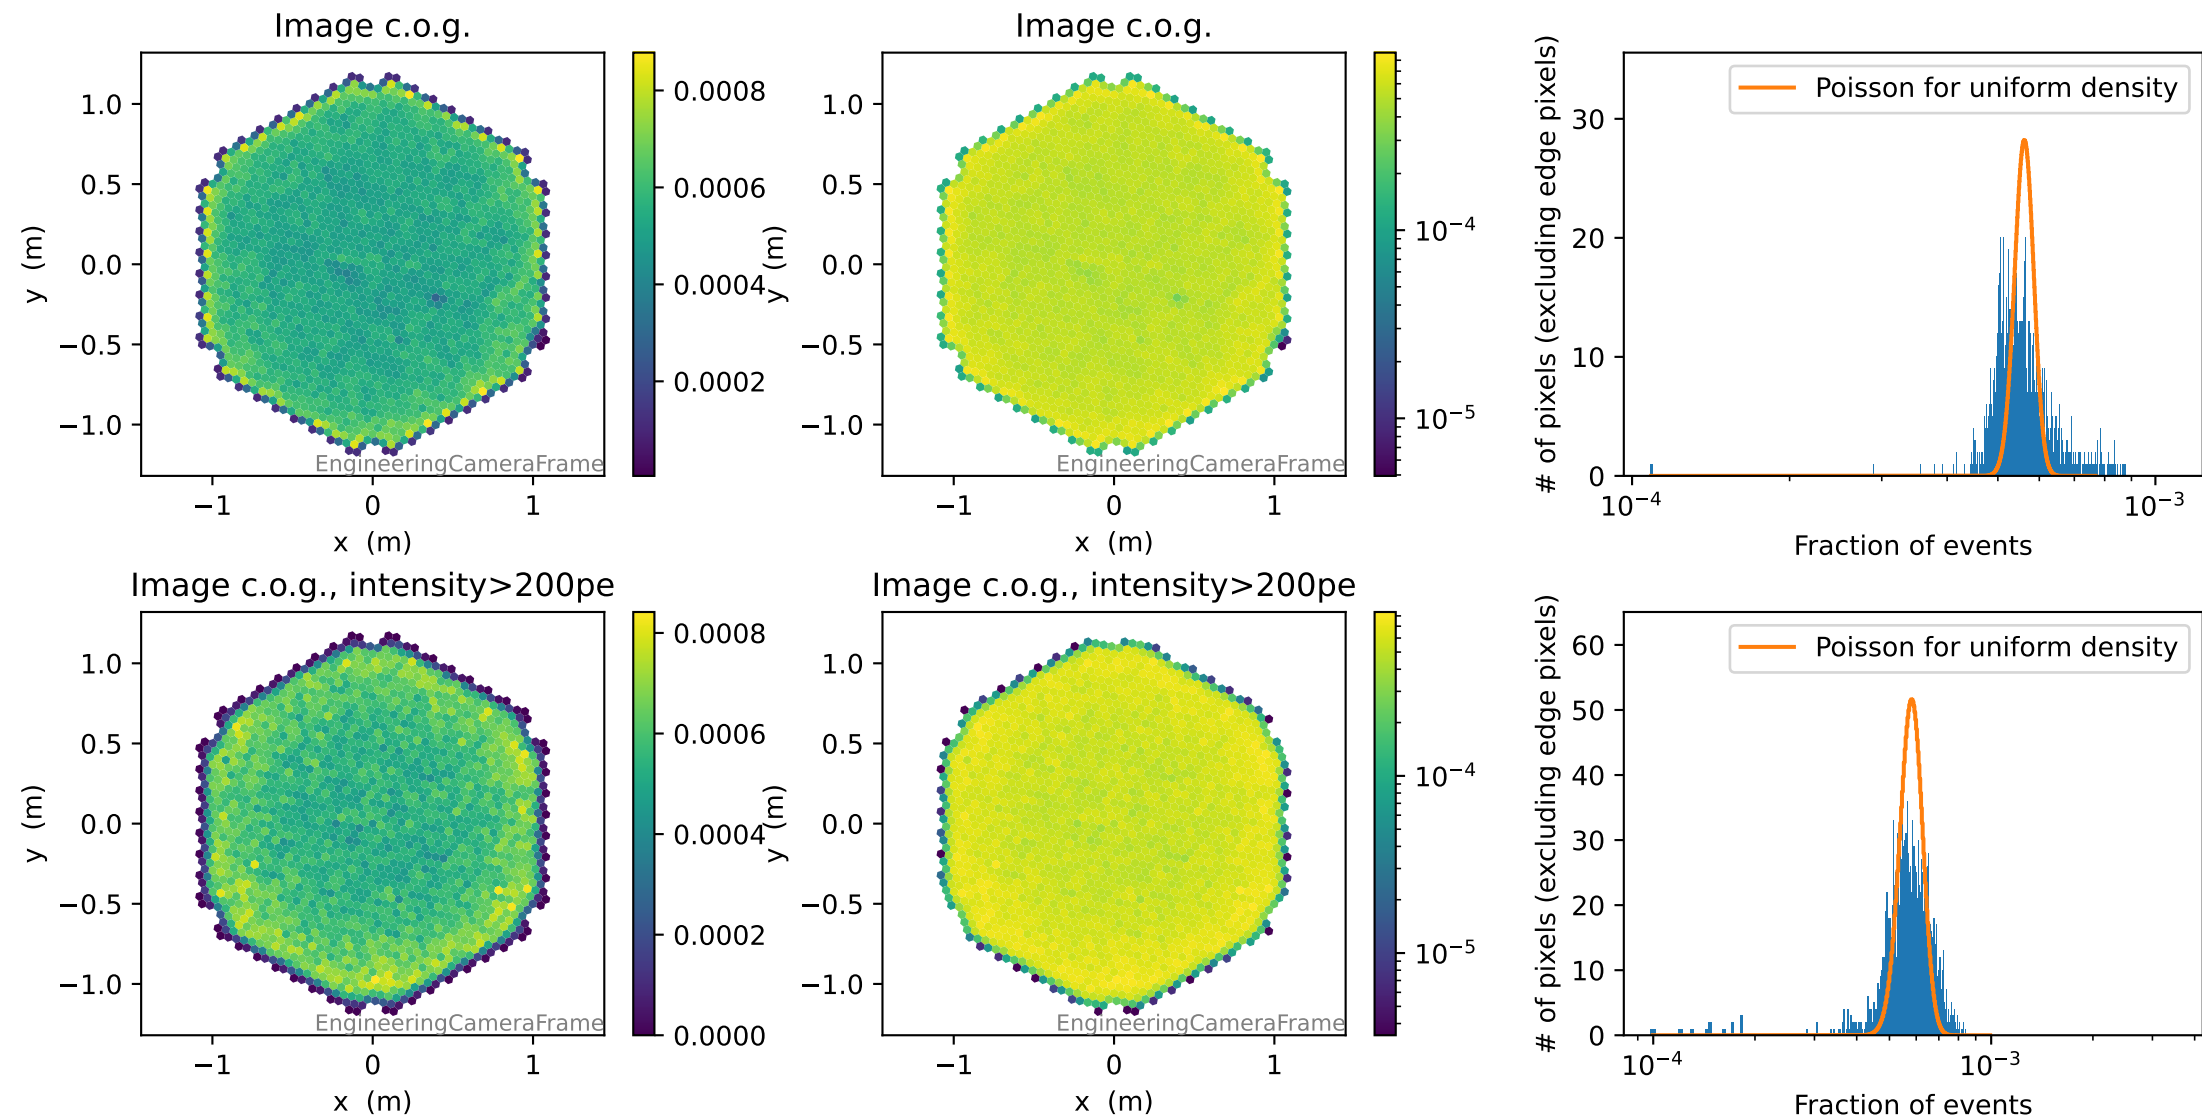 Image c.o.g.
1.0
0.5
0.0
−0.5
−1.0
y (m)
−1
0
1
x (m)
EngineeringCameraFrame
0.0008
0.0006
0.0004
0.0002
Image c.o.g.
1.0
0.5
0.0
−0.5
−1.0
y (m)
−1
0
1
x (m)
EngineeringCameraFrame
10⁻⁴
10⁻⁵
# of pixels (excluding edge pixels)
30
20
10
0
Poisson for uniform density
10⁻⁴
10⁻³
Fraction of events
Image c.o.g., intensity>200pe
1.0
0.5
0.0
−0.5
−1.0
y (m)
−1
0
1
x (m)
EngineeringCameraFrame
0.0008
0.0006
0.0004
0.0002
0.0000
Image c.o.g., intensity>200pe
1.0
0.5
0.0
−0.5
−1.0
y (m)
−1
0
1
x (m)
EngineeringCameraFrame
10⁻⁴
10⁻⁵
# of pixels (excluding edge pixels)
60
50
40
30
20
10
0
Poisson for uniform density
10⁻⁴
10⁻³
Fraction of events